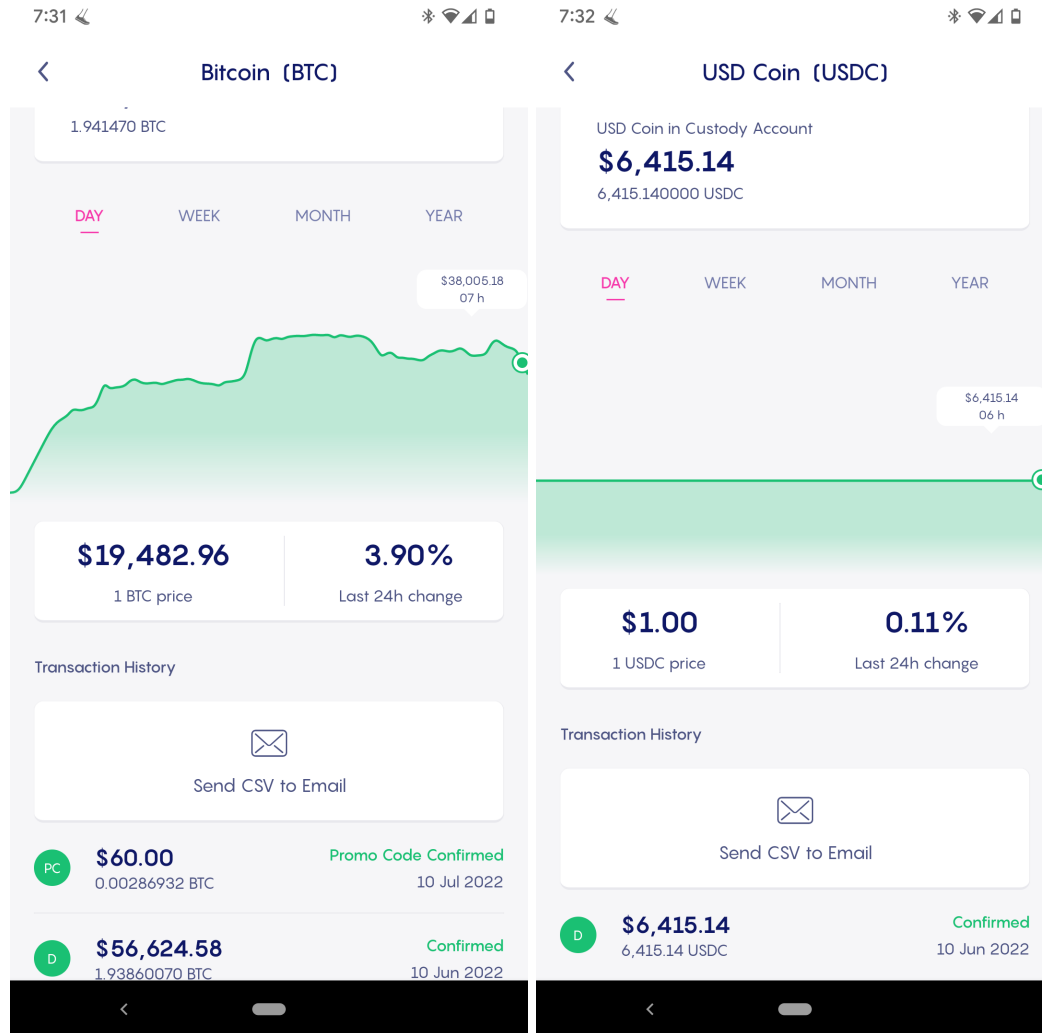 7:31
Bitcoin (BTC)
1.941470 BTC
DAY WEEK MONTH YEAR
$38,005.18
07 h
$19,482.96 3.90%
1 BTC price Last 24h change
Transaction History
Send CSV to Email
PC $60.00 Promo Code Confirmed
0.00286932 BTC 10 Jul 2022
D $56,624.58 Confirmed
1.93860070 BTC 10 Jun 2022
7:32
USD Coin (USDC)
USD Coin in Custody Account
$6,415.14
6,415.140000 USDC
DAY WEEK MONTH YEAR
$6,415.14
06 h
$1.00 0.11%
1 USDC price Last 24h change
Transaction History
Send CSV to Email
D $6,415.14 Confirmed
6,415.14 USDC 10 Jun 2022